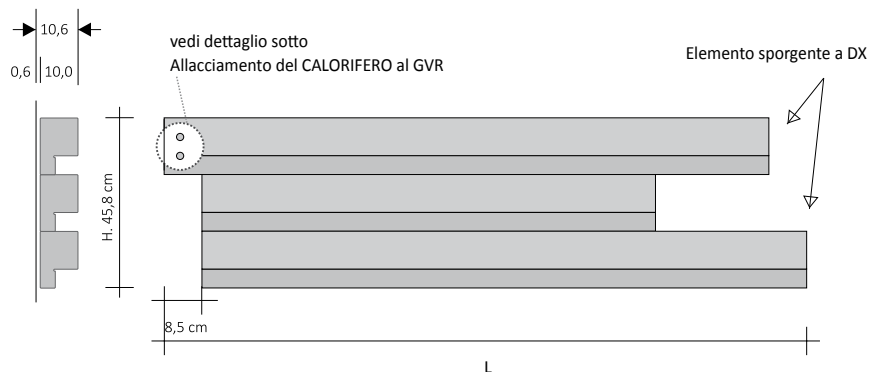 10,6
0,6 10,0
vedi dettaglio sotto
Allacciamento del CALORIFERO al GVR
Elemento sporgente a DX
H. 45,8 cm
8,5 cm
L